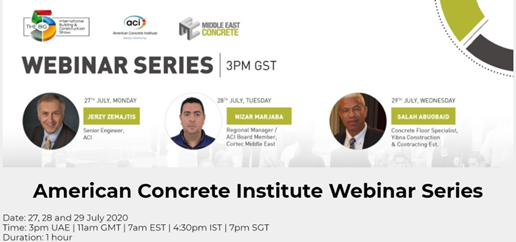 THE BIG 5
International
Building &
Construction
Show
aci
American Concrete Institute
MIDDLE EAST
CONCRETE
WEBINAR SERIES | 3PM GST
27TH JULY, MONDAY
JERZY ZEMAJTIS
Senior Engineer,
ACI
28TH JULY, TUESDAY
NIZAR MARJABA
Regional Manager /
ACI Board Member,
Cortec Middle East
29TH JULY, WEDNESDAY
SALAH ABUOBAID
Concrete Floor Specialist,
Yibna Construction
& Contracting Est.
American Concrete Institute Webinar Series
Date: 27, 28 and 29 July 2020
Time: 3pm UAE | 11am GMT | 7am EST | 4:30pm IST | 7pm SGT
Duration: 1 hour